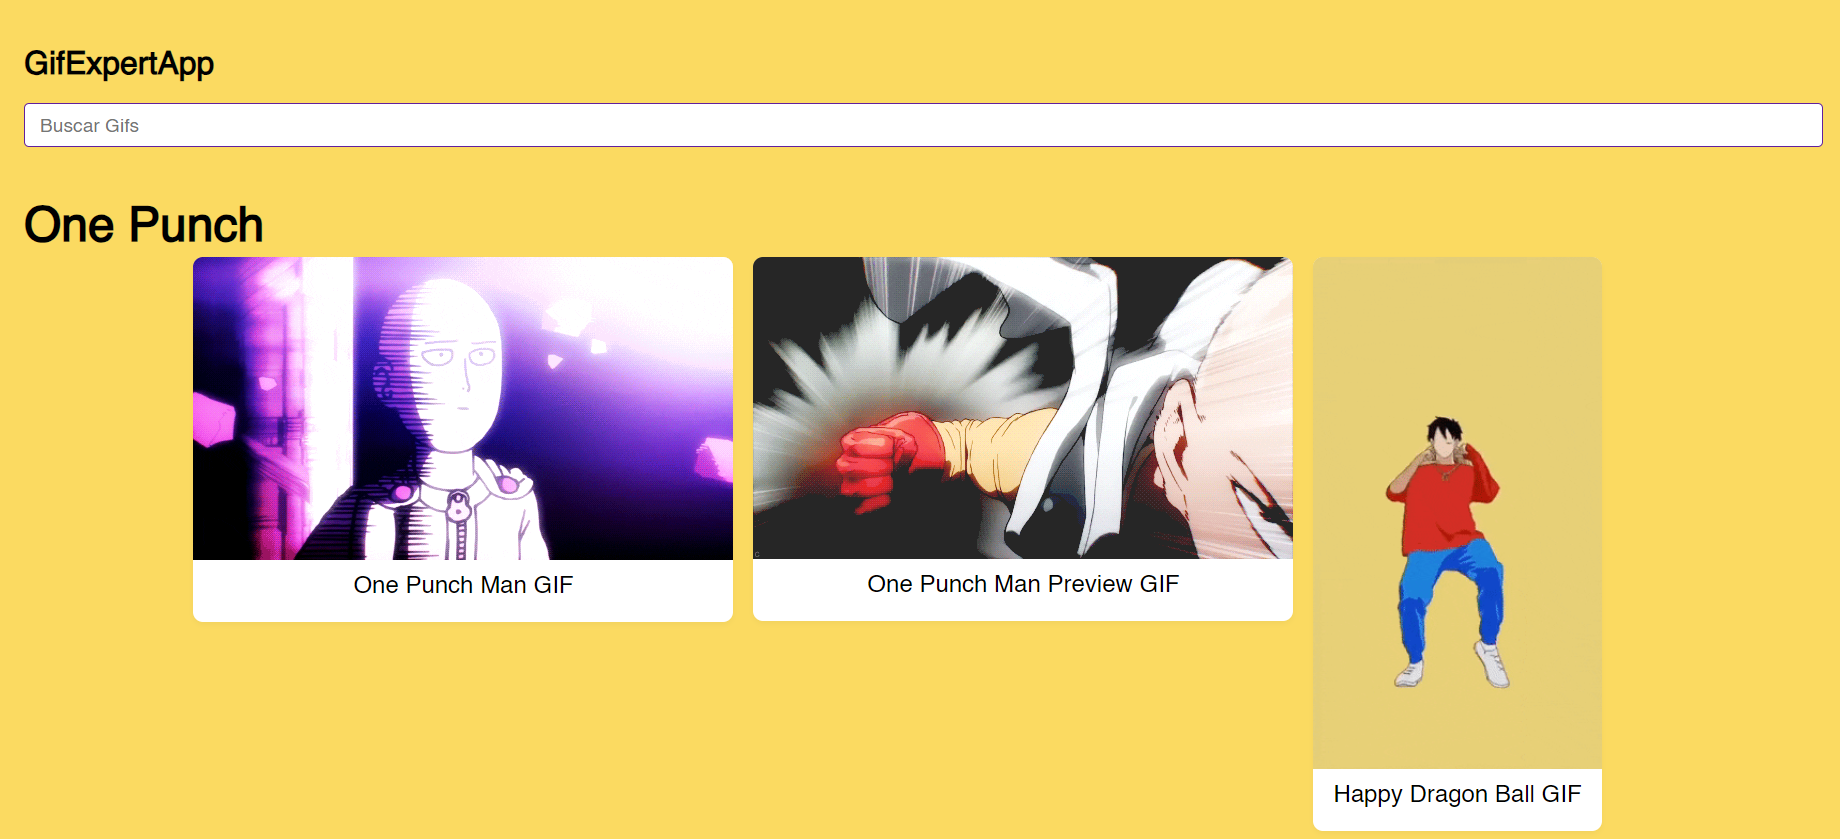 GifExpertApp
Buscar Gifs
One Punch
One Punch Man GIF
One Punch Man Preview GIF
Happy Dragon Ball GIF